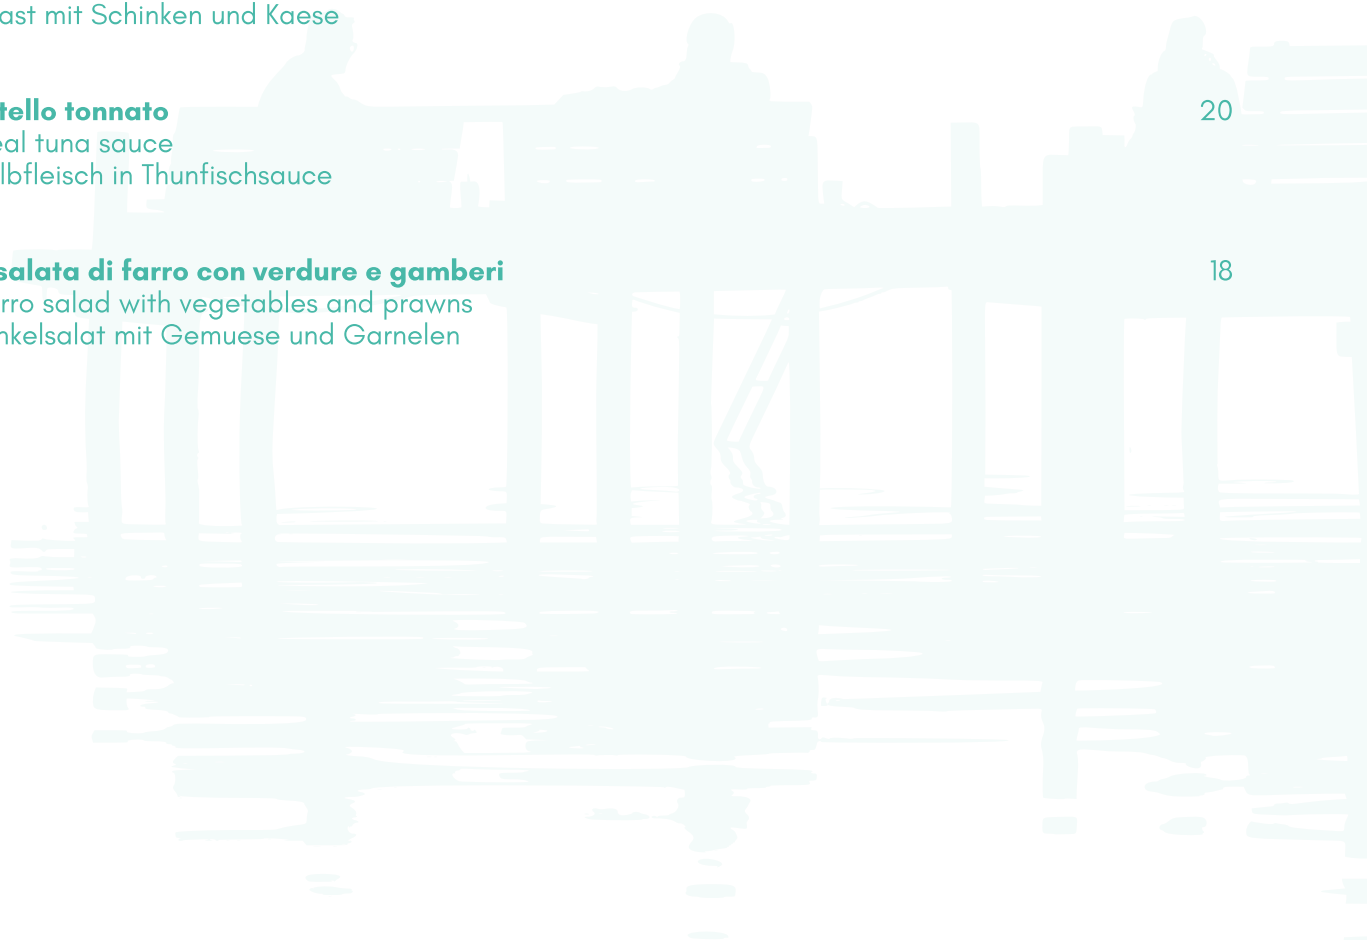 ast mit Schinken und Kaese
tello tonnato 20
eal tuna sauce
lbfleisch in Thunfischsauce
salata di farro con verdure e gamberi 18
rro salad with vegetables and prawns
nkelsalat mit Gemuese und Garnelen